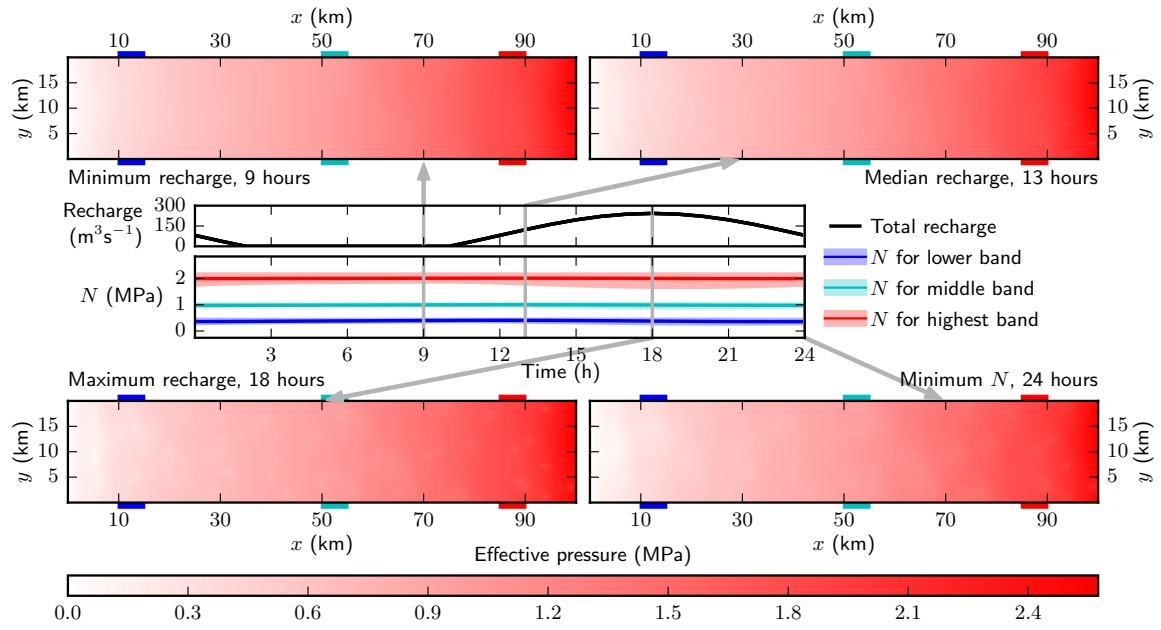 x (km)
x (km)
10 30 50 70 90
10 30 50 70 90
y (km)
15
10
5
15
10
5
y (km)
Minimum recharge, 9 hours
Median recharge, 13 hours
Recharge
(m³s⁻¹)
300
150
0
Total recharge
N (MPa)
2
1
0
N for lower band
N for middle band
N for highest band
3 6 9 12 15 18 21 24
Time (h)
Maximum recharge, 18 hours
Minimum N, 24 hours
y (km)
15
10
5
15
10
5
y (km)
10 30 50 70 90
10 30 50 70 90
x (km)
x (km)
Effective pressure (MPa)
0.0 0.3 0.6 0.9 1.2 1.5 1.8 2.1 2.4